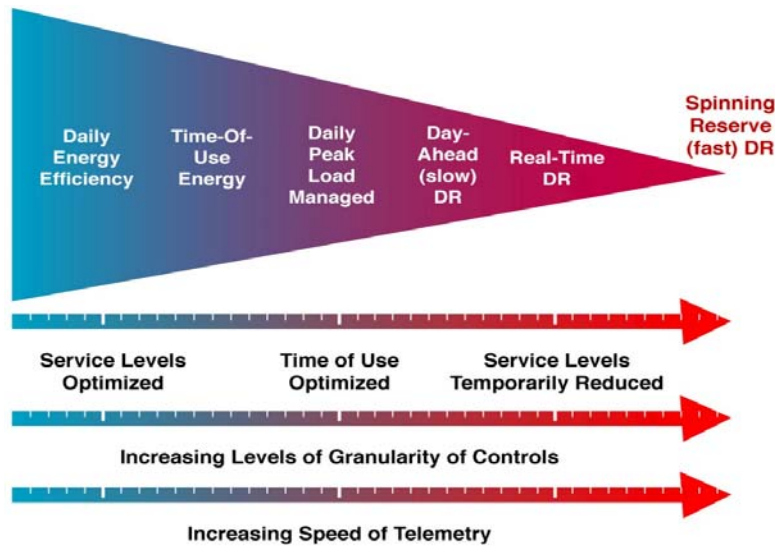 Daily
Energy
Efficiency
Time-Of-
Use
Energy
Daily
Peak
Load
Managed
Day-
Ahead
(slow)
DR
Real-Time
DR
Spinning
Reserve
(fast) DR
Service Levels
Optimized
Time of Use
Optimized
Service Levels
Temporarily Reduced
Increasing Levels of Granularity of Controls
Increasing Speed of Telemetry